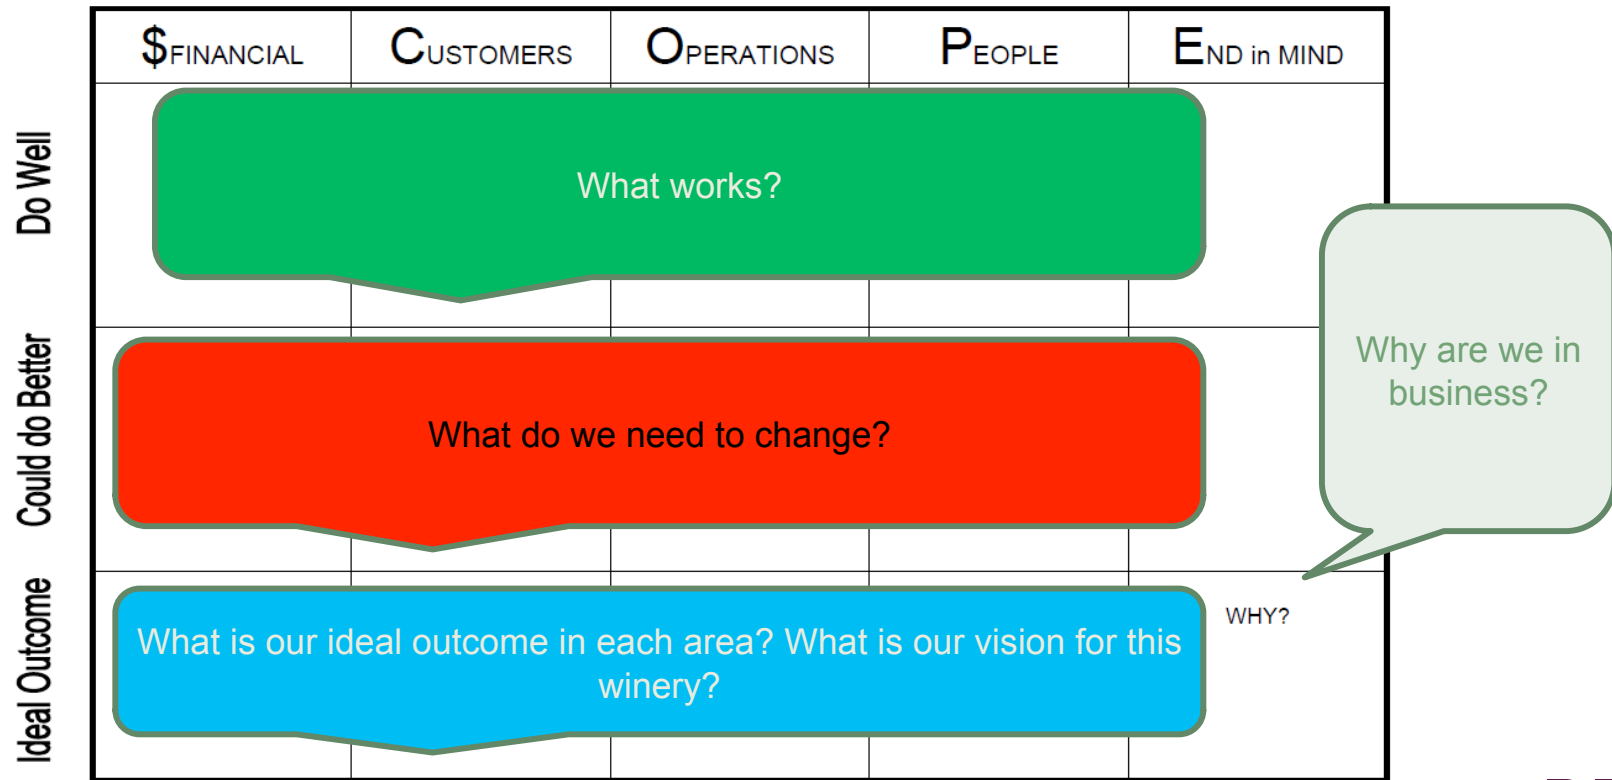 $FINANCIAL CUSTOMERS OPERATIONS PEOPLE END in MIND
Do Well
What works?
Could do Better
What do we need to change?
Why are we in
business?
Ideal Outcome
What is our ideal outcome in each area? What is our vision for this
winery?
WHY?